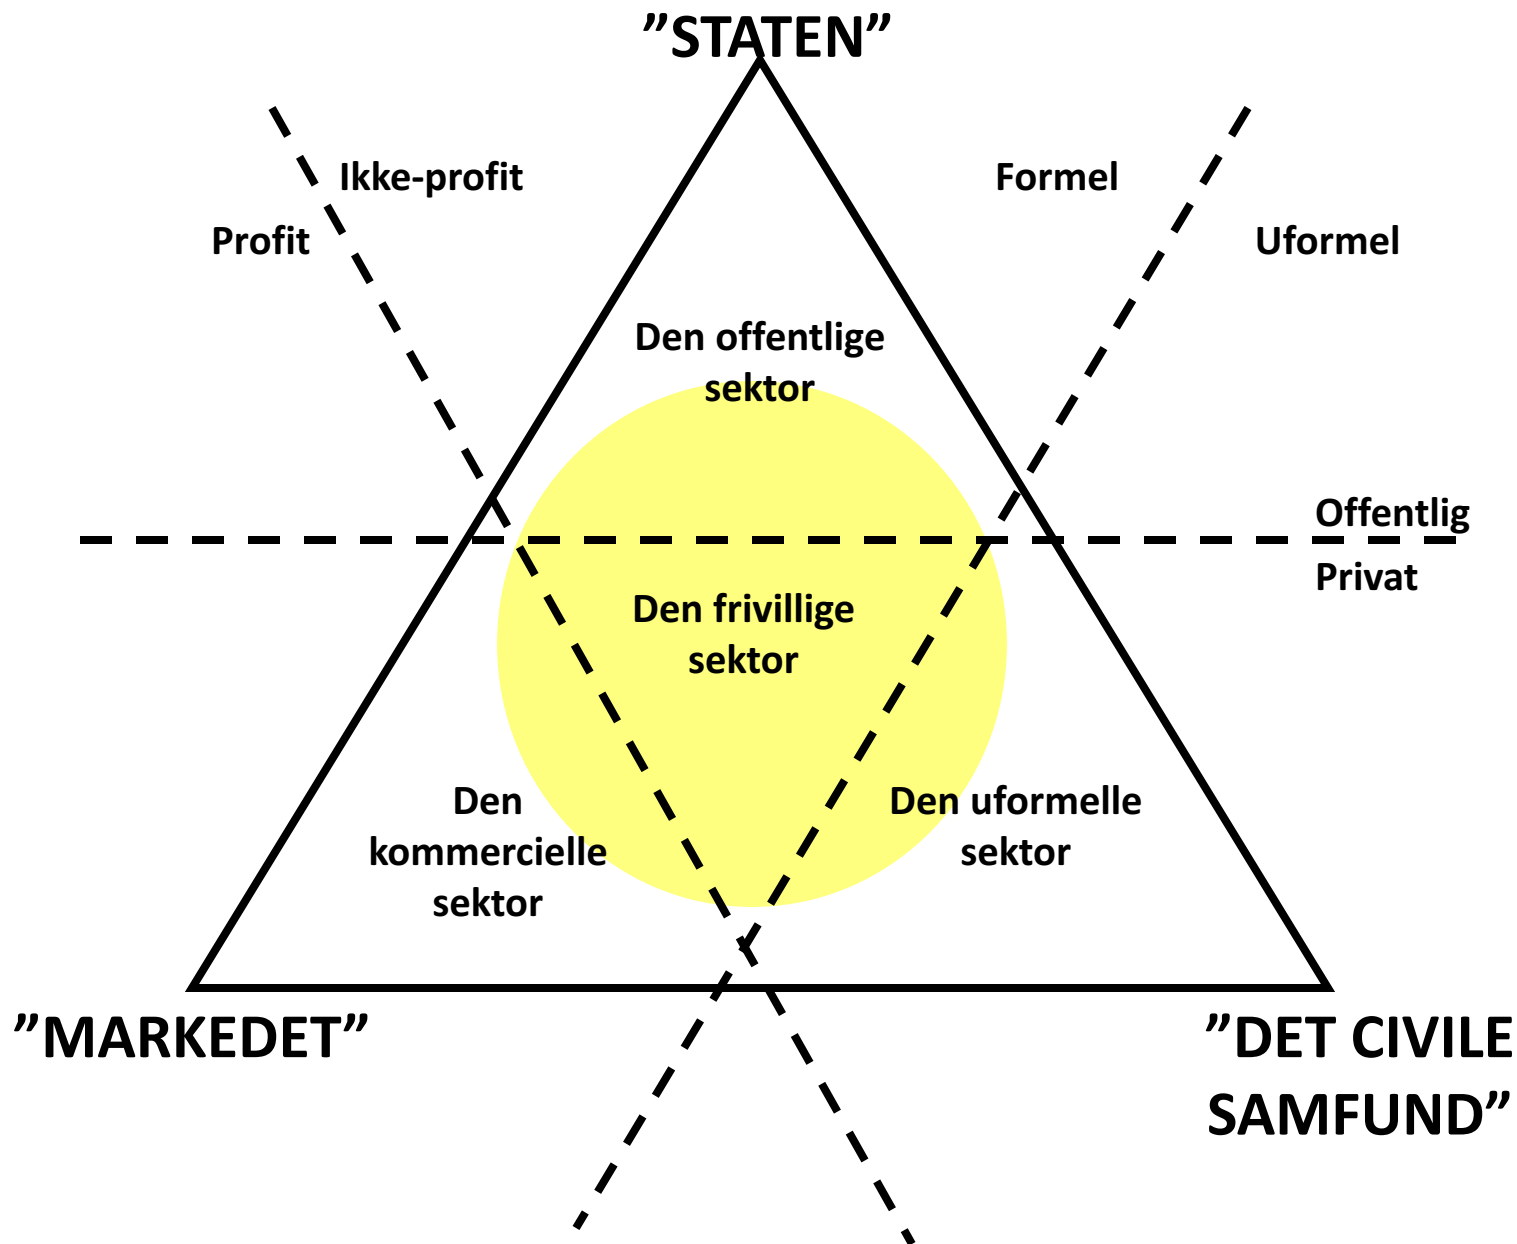 ”STATEN”
Ikke-profit
Profit
Formel
Uformel
Den offentlige
sektor
Offentlig
Privat
Den frivillige
sektor
Den
kommercielle
sektor
Den uformelle
sektor
”MARKEDET”
”DET CIVILE
SAMFUND”